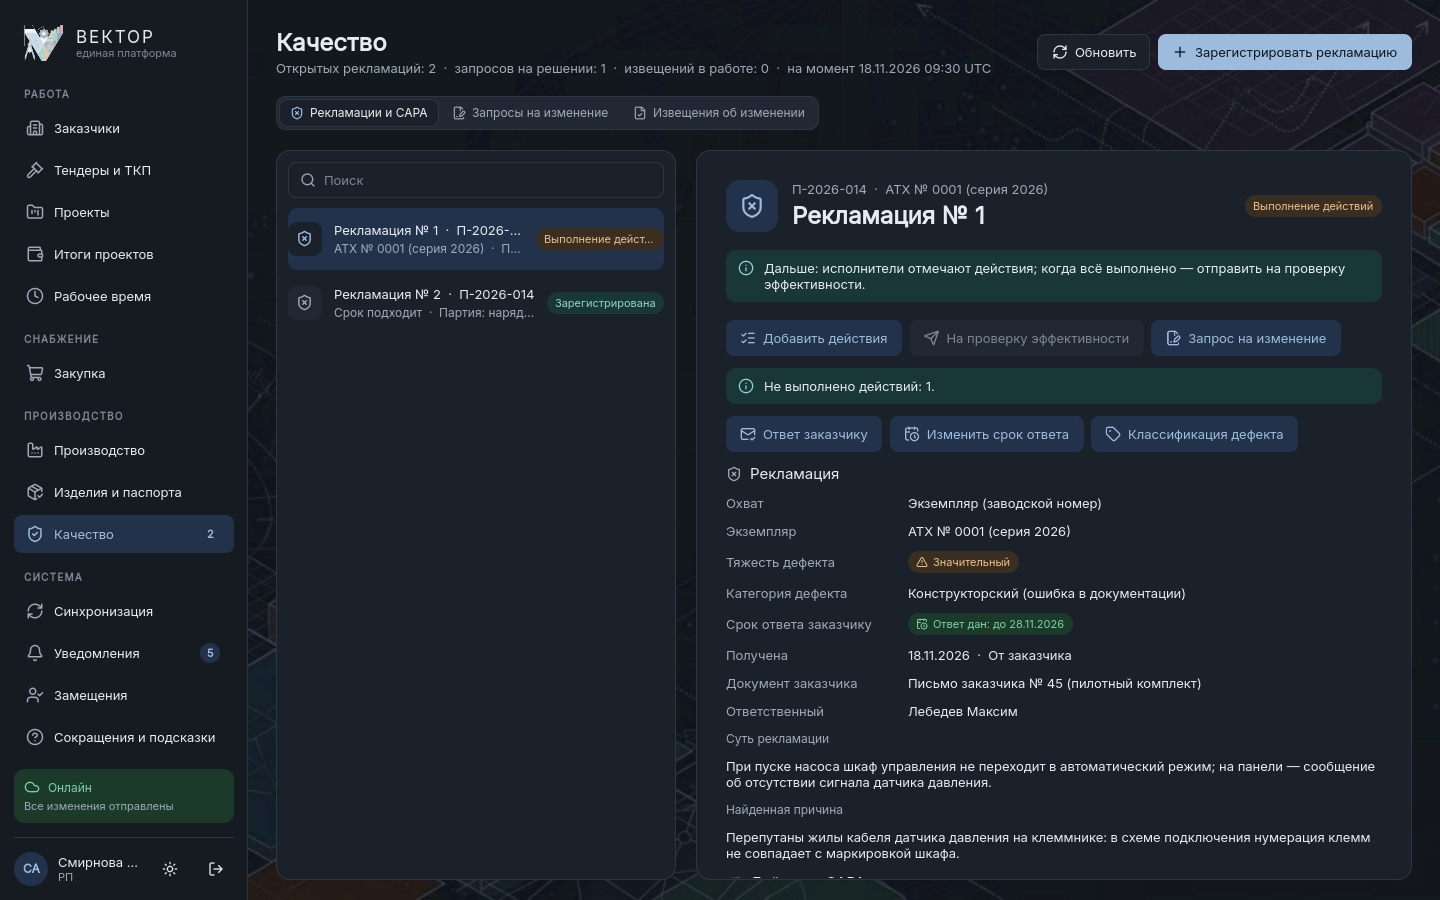 ВЕКТОР
единая платформа
РАБОТА
Заказчики
Тендеры и ТКП
Проекты
Итоги проектов
Рабочее время
СНАБЖЕНИЕ
Закупка
ПРОИЗВОДСТВО
Производство
Изделия и паспорта
Качество 2
СИСТЕМА
Синхронизация
Уведомления 5
Замещения
Сокращения и подсказки
Онлайн
Все изменения отправлены
СА Смирнова ...
РП
Качество
Открытых рекламаций: 2 · запросов на решении: 1 · извещений в работе: 0 · на момент 18.11.2026 09:30 UTC
Обновить
Зарегистрировать рекламацию
Рекламации и CAPA
Запросы на изменение
Извещения об изменении
Поиск
Рекламация № 1 · П-2026-...
АТХ № 0001 (серия 2026) · П...
Выполнение дейст...
Рекламация № 2 · П-2026-014
Срок подходит · Партия: наряд...
Зарегистрирована
П-2026-014 · АТХ № 0001 (серия 2026)
Рекламация № 1
Выполнение действий
Дальше: исполнители отмечают действия; когда всё выполнено — отправить на проверку
эффективности.
Добавить действия
На проверку эффективности
Запрос на изменение
Не выполнено действий: 1.
Ответ заказчику
Изменить срок ответа
Классификация дефекта
Рекламация
Охват Экземпляр (заводской номер)
Экземпляр АТХ № 0001 (серия 2026)
Тяжесть дефекта Значительный
Категория дефекта Конструкторский (ошибка в документации)
Срок ответа заказчику Ответ дан: до 28.11.2026
Получена 18.11.2026 · От заказчика
Документ заказчика Письмо заказчика № 45 (пилотный комплект)
Ответственный Лебедев Максим
Суть рекламации
При пуске насоса шкаф управления не переходит в автоматический режим; на панели — сообщение
об отсутствии сигнала датчика давления.
Найденная причина
Перепутаны жилы кабеля датчика давления на клеммнике: в схеме подключения нумерация клемм
не совпадает с маркировкой шкафа.